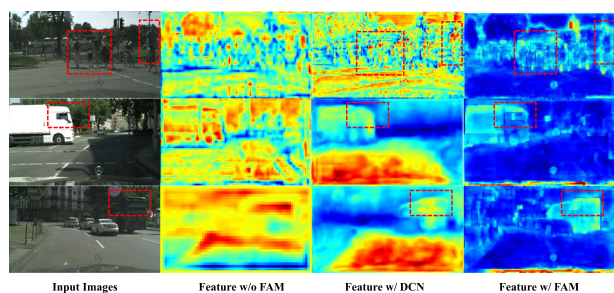 Input Images
Feature w/o FAM
Feature w/ DCN
Feature w/ FAM